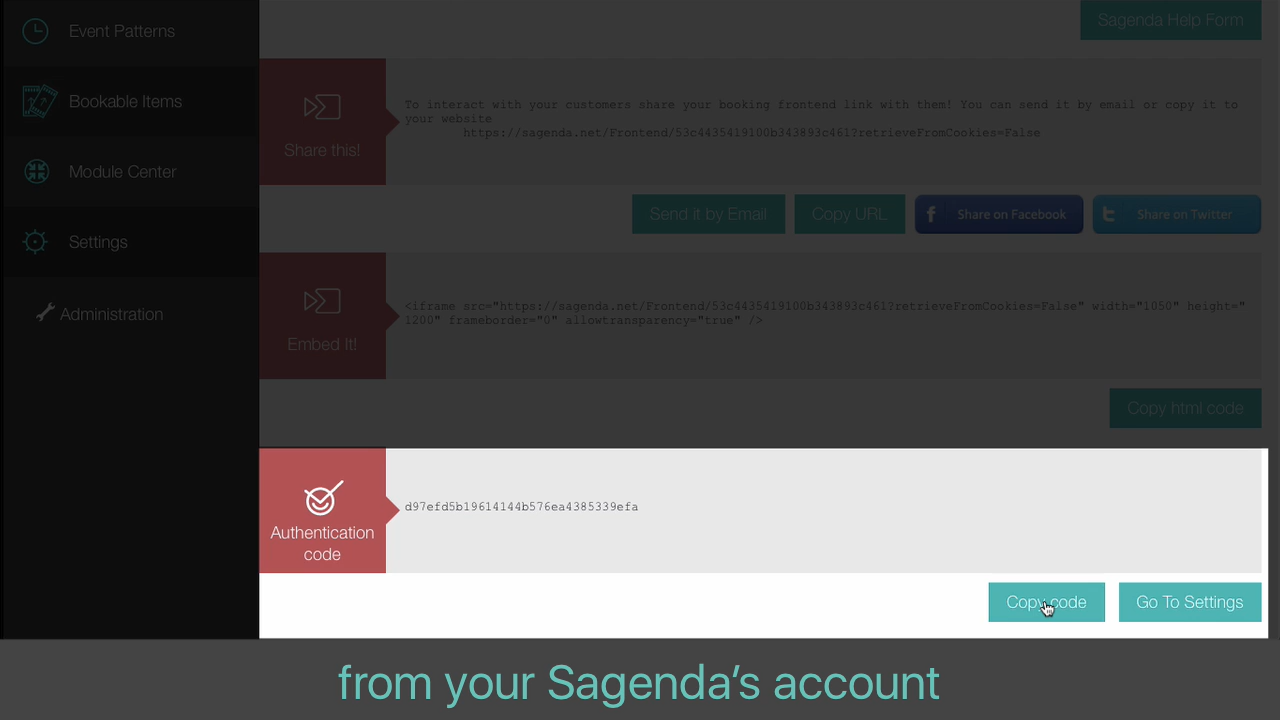 Event Patterns
Bookable Items
Module Center
Settings
Administration
Sagenda Help Form
Share this!
To interact with your customers share your booking frontend link with them! You can send it by email or copy it to
your website
https://sagenda.net/Frontend/53c4435419100b343893c461?retrieveFromCookies=False
Send it by Email
Copy URL
Share on Facebook
Share on Twitter
Embed It!
<iframe src="https://sagenda.net/Frontend/53c4435419100b343893c461?retrieveFromCookies=False" width="1050" height="
1200" frameborder="0" allowtransparency="true" />
Copy html code
Authentication
code
d97efd5b19614144b576ea4385339efa
Copy code
Go To Settings
from your Sagenda’s account